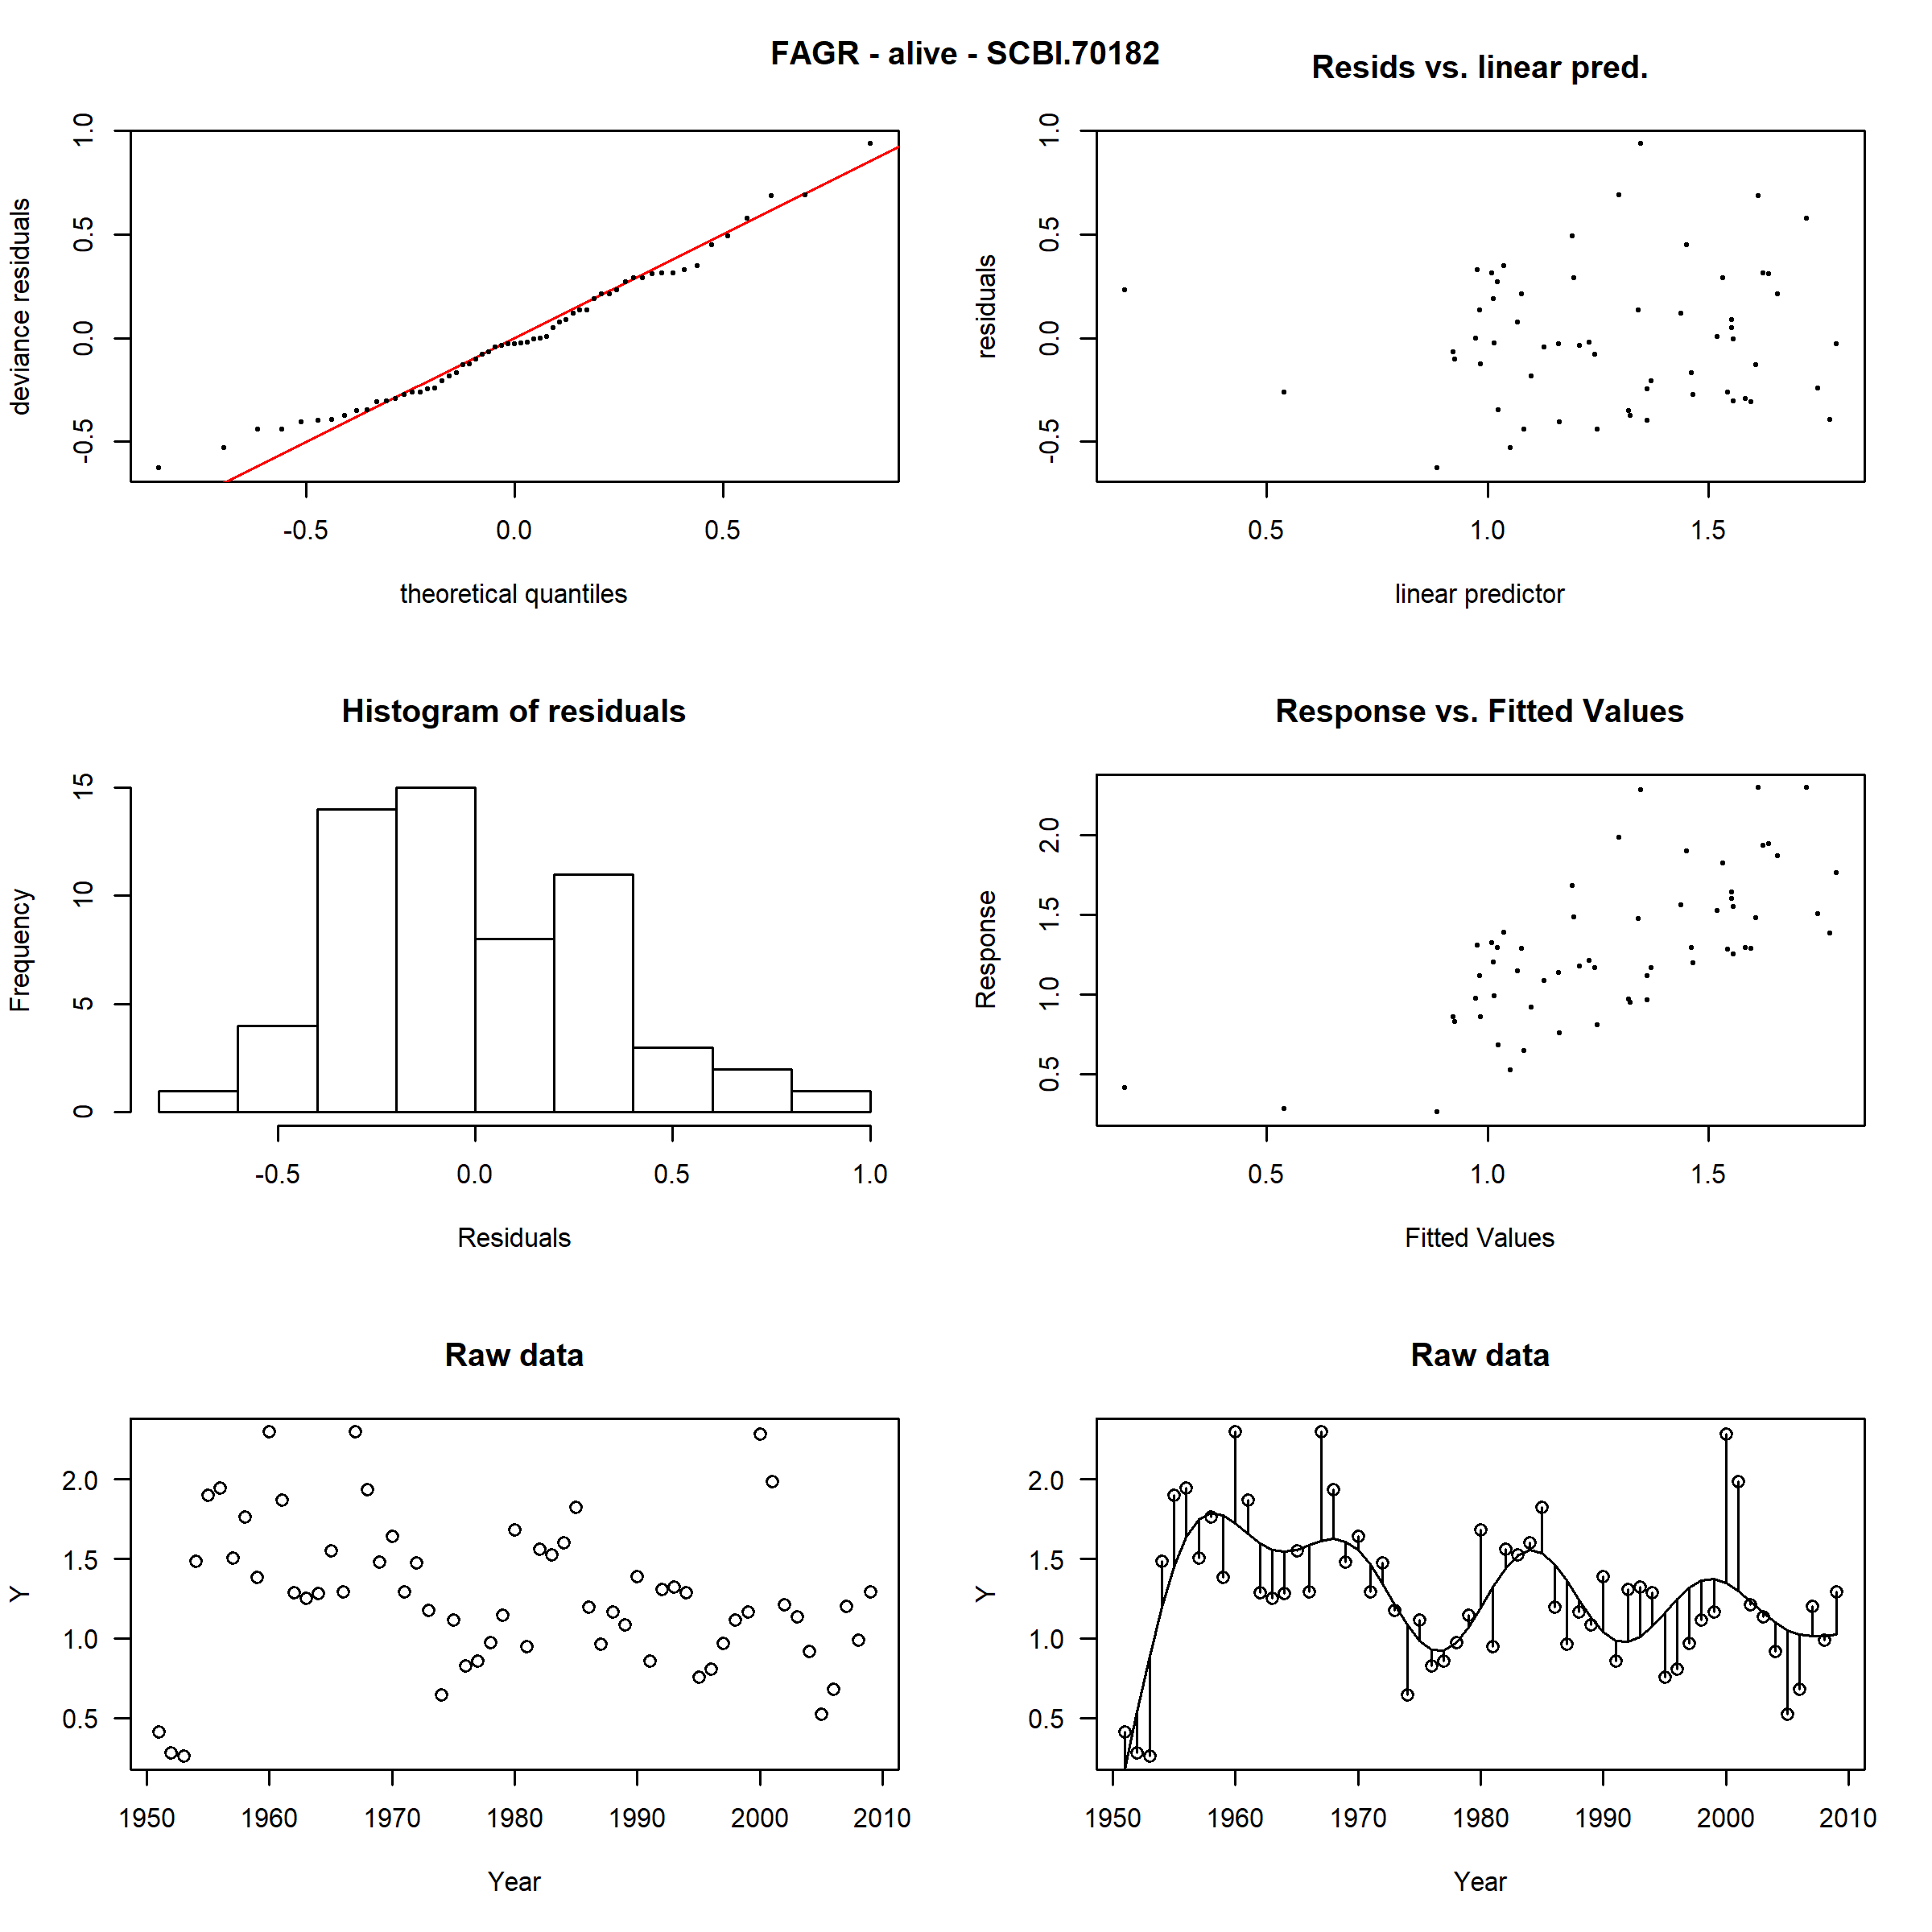 FAGR - alive - SCBI.70182
Resids vs. linear pred.
deviance residuals
-0.5 0.0 0.5 1.0
-0.5 0.0 0.5
theoretical quantiles
residuals
-0.5 0.0 0.5 1.0
0.5 1.0 1.5
linear predictor
Histogram of residuals
Frequency
0 5 10 15
-0.5 0.0 0.5 1.0
Residuals
Response vs. Fitted Values
Response
0.5 1.0 1.5 2.0
0.5 1.0 1.5
Fitted Values
Raw data
Y
2.0
1.5
1.0
0.5
1950 1960 1970 1980 1990 2000 2010
Year
Raw data
Y
2.0
1.5
1.0
0.5
1950 1960 1970 1980 1990 2000 2010
Year